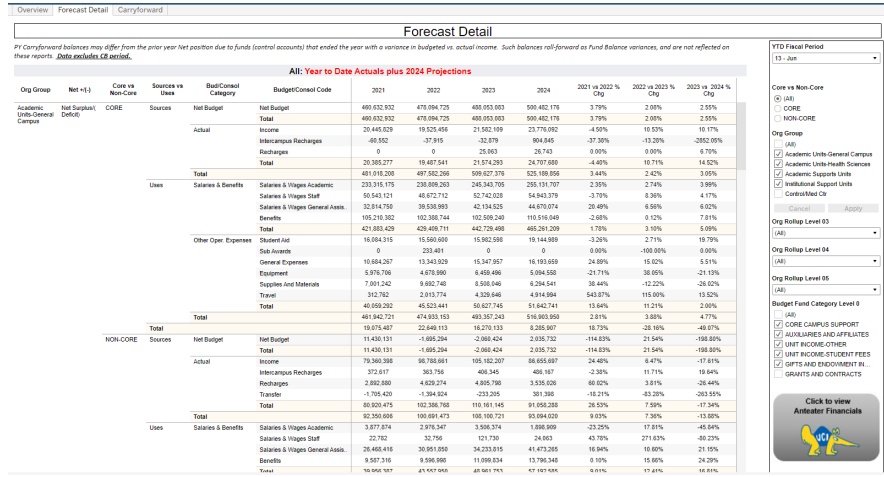 Overview Forecast Detail Carryforward
Forecast Detail
PY Carryforward balances may differ from the prior year Net position due to funds (control accounts) that ended the year with a variance in budgeted vs. actual income. Such balances roll-forward as Fund Balance variances, and are not reflected on
these reports. Data excludes CB period.
All: Year to Date Actuals plus 2024 Projections
Org Group Net +/(-) Core vs Non-Core Sources vs Uses Bud/Consol Category Budget/Consol Code 2021 2022 2023 2024 2021 vs 2022 % Chg 2022 vs 2023 % Chg 2023 vs 2024 % Chg
Academic Units-General Campus Net Surplus/(Deficit) CORE Sources Net Budget Net Budget 460,632,932 478,094,725 488,053,083 500,482,176 3.79% 2.08% 2.55%
Total 460,632,932 478,094,725 488,053,083 500,482,176 3.79% 2.08% 2.55%
Actual Income 20,445,829 19,525,456 21,582,109 23,776,092 -4.50% 10.53% 10.17%
Intercampus Recharges -60,552 -37,915 -32,879 904,845 -37.38% -13.28% -2852.05%
Recharges 0 0 25,063 26,743 0.00% 0.00% 6.70%
Total 20,385,277 19,487,541 21,574,293 24,707,680 -4.40% 10.71% 14.52%
Total 481,018,208 497,582,266 509,627,376 525,189,856 3.44% 2.42% 3.05%
Uses Salaries & Benefits Salaries & Wages Academic 233,315,175 238,809,263 245,343,705 255,131,707 2.35% 2.74% 3.99%
Salaries & Wages Staff 50,543,121 48,672,712 52,742,028 54,943,379 -3.70% 8.36% 4.17%
Salaries & Wages General Assis.. 32,814,750 39,538,993 42,134,525 44,670,074 20.49% 6.56% 6.02%
Benefits 105,210,382 102,388,744 102,509,240 110,516,049 -2.68% 0.12% 7.81%
Total 421,883,429 429,409,711 442,729,498 465,261,209 1.78% 3.10% 5.09%
Other Oper. Expenses Student Aid 16,084,315 15,560,600 15,982,598 19,144,989 -3.26% 2.71% 19.79%
Sub Awards 0 233,401 0 0 0.00% -100.00% 0.00%
General Expenses 10,684,267 13,343,929 15,347,957 16,193,659 24.89% 15.02% 5.51%
Equipment 5,976,706 4,678,990 6,459,496 5,094,558 -21.71% 38.05% -21.13%
Supplies And Materials 7,001,242 9,692,748 8,508,046 6,294,541 38.44% -12.22% -26.02%
Travel 312,762 2,013,774 4,329,646 4,914,994 543.87% 115.00% 13.52%
Total 40,059,292 45,523,441 50,627,745 51,642,741 13.64% 11.21% 2.00%
Total 461,942,721 474,933,153 493,357,243 516,903,950 2.81% 3.88% 4.77%
Total 19,075,487 22,649,113 16,270,133 8,285,907 18.73% -28.16% -49.07%
NON-CORE Sources Net Budget Net Budget 11,430,131 -1,695,294 -2,060,424 2,035,732 -114.83% 21.54% -198.80%
Total 11,430,131 -1,695,294 -2,060,424 2,035,732 -114.83% 21.54% -198.80%
Actual Income 79,360,398 98,788,661 105,182,207 86,655,697 24.48% 6.47% -17.61%
Intercampus Recharges 372,617 363,756 406,345 486,167 -2.38% 11.71% 19.64%
Recharges 2,892,880 4,629,274 4,805,798 3,535,026 60.02% 3.81% -26.44%
Transfer -1,705,420 -1,394,924 -233,205 381,398 -18.21% -83.28% -263.55%
Total 80,920,475 102,386,768 110,161,145 91,058,288 26.53% 7.59% -17.34%
Total 92,350,606 100,691,473 108,100,721 93,094,020 9.03% 7.36% -13.88%
Uses Salaries & Benefits Salaries & Wages Academic 3,877,874 2,976,347 3,506,374 1,898,909 -23.25% 17.81% -45.84%
Salaries & Wages Staff 22,782 32,756 121,730 24,063 43.78% 271.63% -80.23%
Salaries & Wages General Assis.. 26,468,416 30,951,850 34,233,815 41,473,265 16.94% 10.60% 21.15%
Benefits 9,587,316 9,596,998 11,099,834 13,796,348 0.10% 15.66% 24.29%
Total 39,956,387 43,557,950 48,961,753 57,192,585 9.01% 12.41% 16.81%
YTD Fiscal Period
13 - Jun
Core vs Non-Core
(All)
CORE
NON-CORE
Org Group
(All)
Academic Units-General Campus
Academic Units-Health Sciences
Academic Supports Units
Institutional Support Units
Control/Med Ctr
Cancel Apply
Org Rollup Level 03
(All)
Org Rollup Level 04
(All)
Org Rollup Level 05
(All)
Budget Fund Category Level 0
(All)
CORE CAMPUS SUPPORT
AUXILIARIES AND AFFILIATES
UNIT INCOME-OTHER
UNIT INCOME-STUDENT FEES
GIFTS AND ENDOWMENT IN...
GRANTS AND CONTRACTS
Click to view
Anteater Financials
UCI